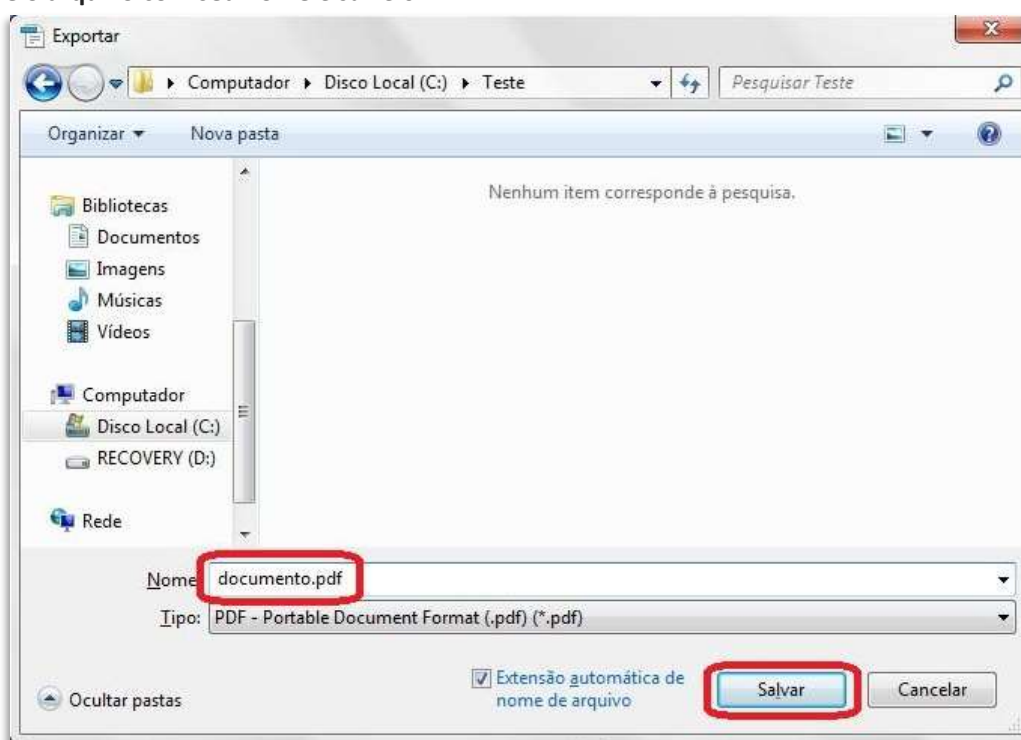 Exportar
Computador Disco Local (C:) Teste
Pesquisar Teste
Organizar Nova pasta
Nenhum item corresponde à pesquisa.
Bibliotecas
Documentos
Imagens
Músicas
Vídeos
Computador
Disco Local (C:)
RECOVERY (D:)
Rede
Nome documento.pdf
Tipo: PDF - Portable Document Format (.pdf) (*.pdf)
Ocultar pastas
Extensão automática de
nome de arquivo
Salvar
Cancelar